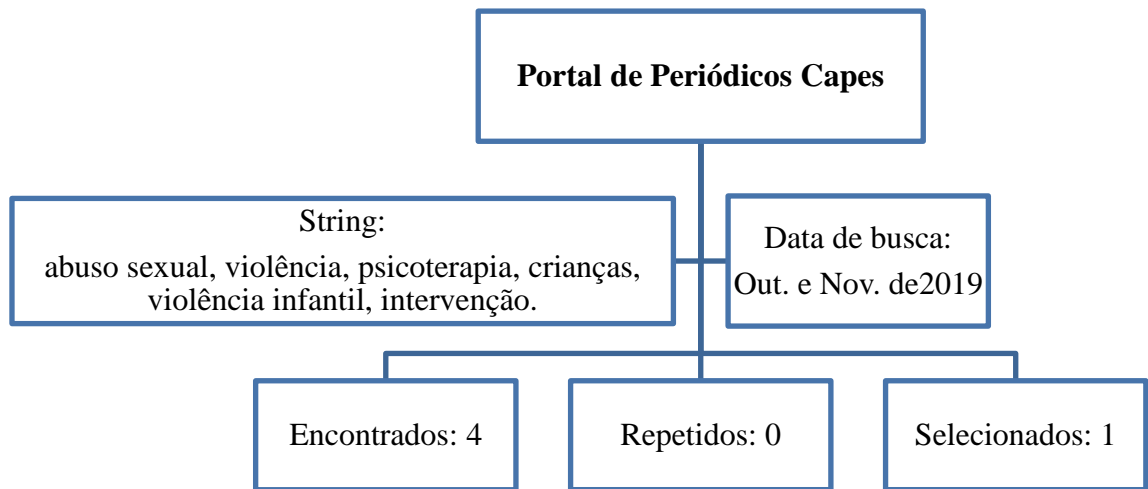 Portal de Periódicos Capes
String:
abuso sexual, violência, psicoterapia, crianças,
violência infantil, intervenção.
Data de busca:
Out. e Nov. de2019
Encontrados: 4
Repetidos: 0
Selecionados: 1